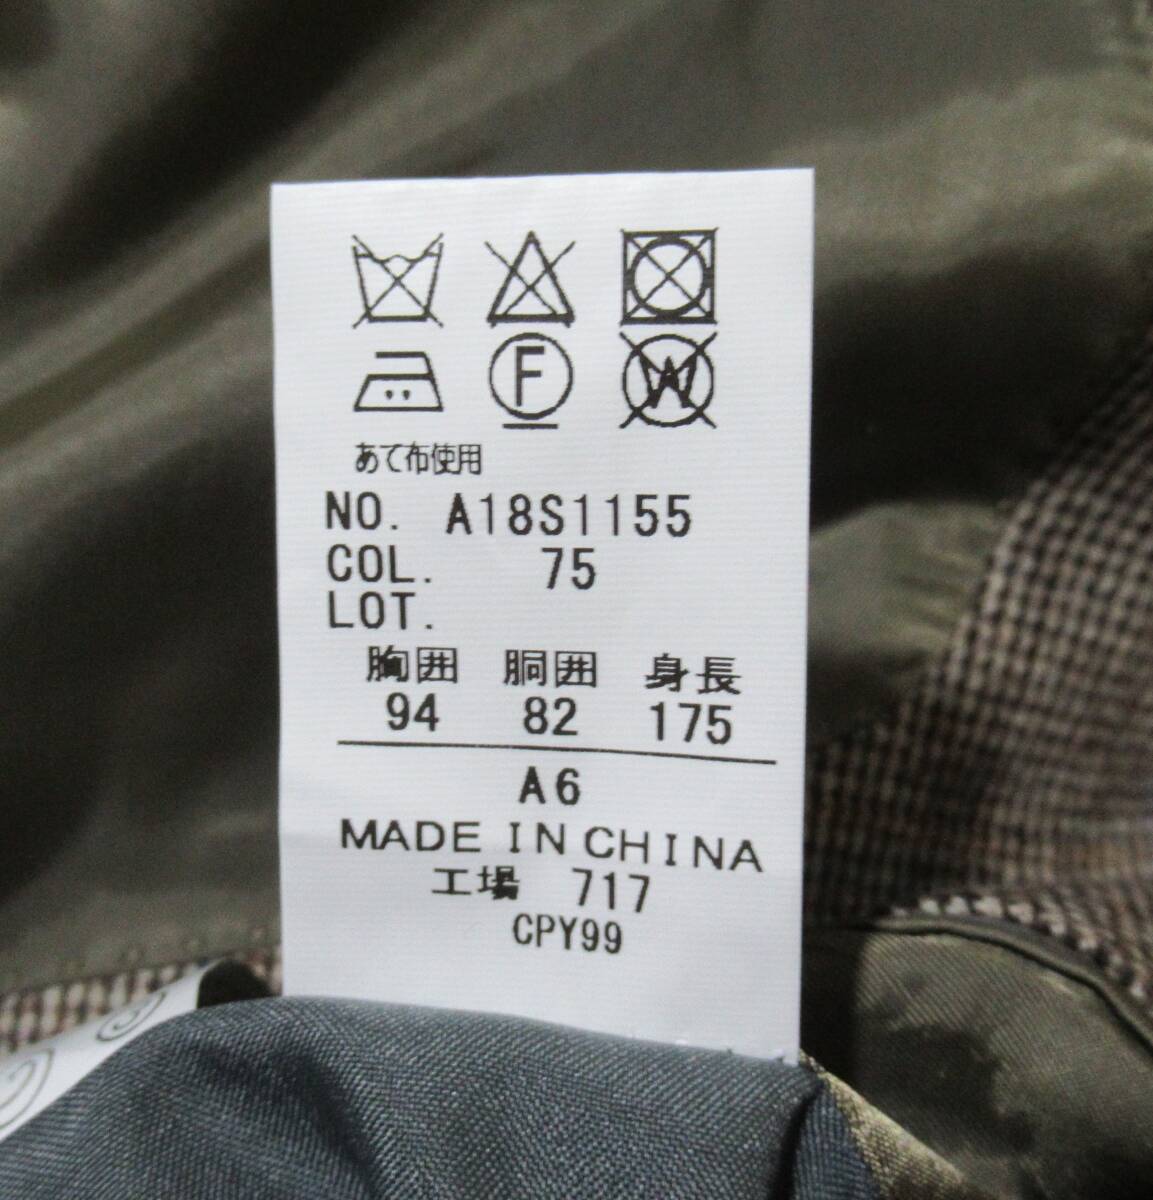 F W
あて布使用
NO. A18S1155
COL. 75
LOT.
胸囲 胴囲 身長
94 82 175
A6
MADE IN CHINA
工場 717
CPY99